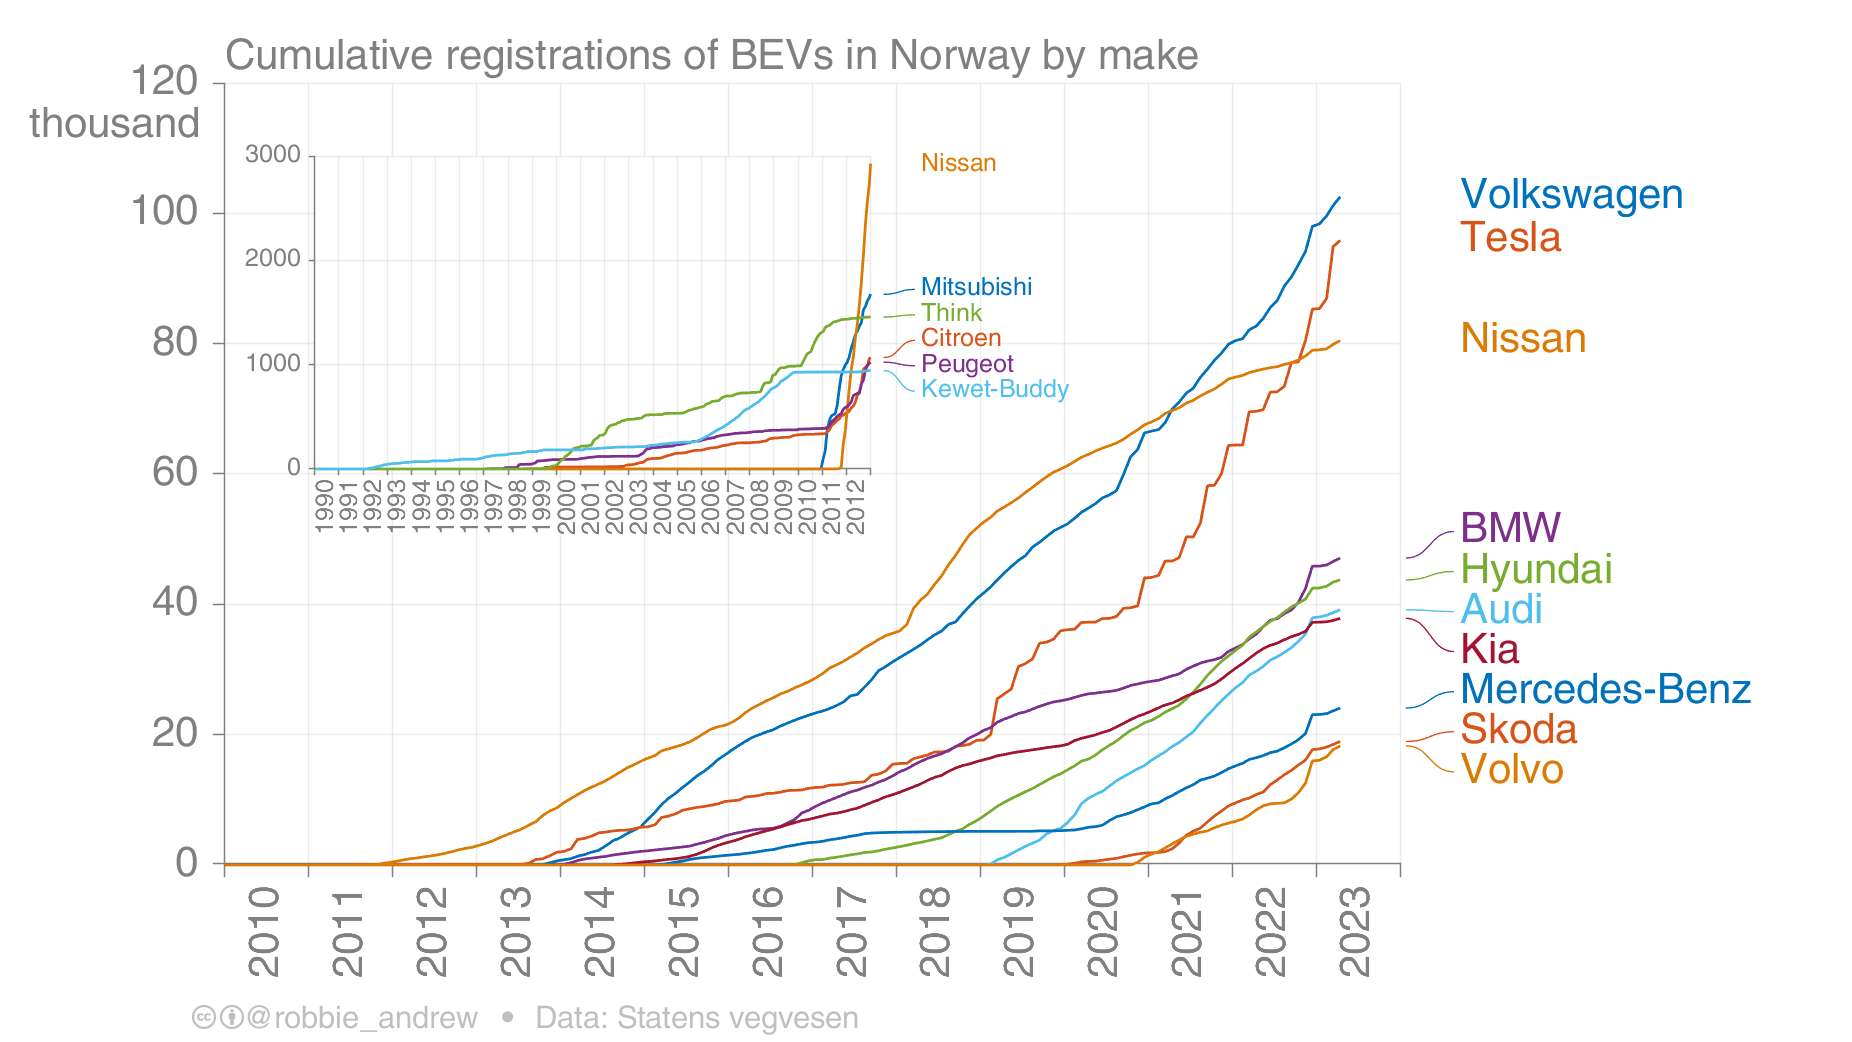 Cumulative registrations of BEVs in Norway by make
120
thousand
100
80
60
40
20
0
3000
2000
1000
0
1990 1991 1992 1993 1994 1995 1996 1997 1998 1999 2000 2001 2002 2003 2004 2005 2006 2007 2008 2009 2010 2011 2012
Nissan
Mitsubishi
Think
Citroen
Peugeot
Kewet-Buddy
Volkswagen
Tesla
Nissan
BMW
Hyundai
Audi
Kia
Mercedes-Benz
Skoda
Volvo
2010 2011 2012 2013 2014 2015 2016 2017 2018 2019 2020 2021 2022 2023
cc @robbie_andrew • Data: Statens vegvesen